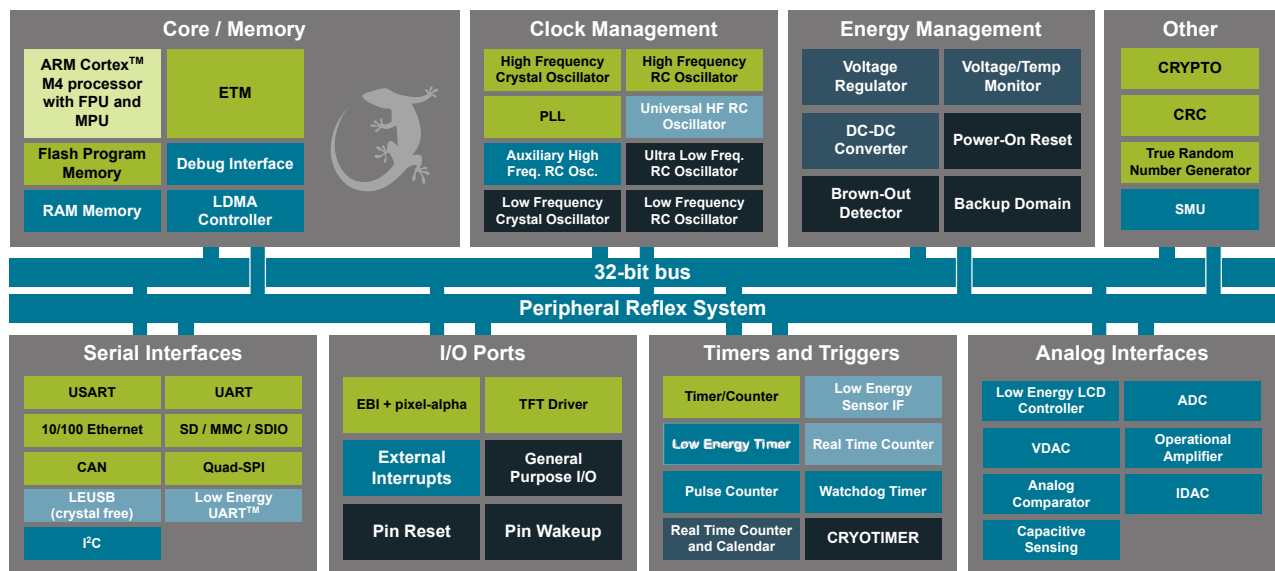 Core / Memory
ARM Cortex™
M4 processor
with FPU and
MPU
ETM
Flash Program
Memory
Debug Interface
RAM Memory
LDMA
Controller
Clock Management
High Frequency
Crystal Oscillator
High Frequency
RC Oscillator
PLL
Universal HF RC
Oscillator
Auxiliary High
Freq. RC Osc.
Ultra Low Freq.
RC Oscillator
Low Frequency
Crystal Oscillator
Low Frequency
RC Oscillator
Energy Management
Voltage
Regulator
Voltage/Temp
Monitor
DC-DC
Converter
Power-On Reset
Brown-Out
Detector
Backup Domain
Other
CRYPTO
CRC
True Random
Number Generator
SMU
32-bit bus
Peripheral Reflex System
Serial Interfaces
USART
UART
10/100 Ethernet
SD / MMC / SDIO
CAN
Quad-SPI
LEUSB
(crystal free)
Low Energy
UART™
I²C
I/O Ports
EBI + pixel-alpha
TFT Driver
External
Interrupts
General
Purpose I/O
Pin Reset
Pin Wakeup
Timers and Triggers
Timer/Counter
Low Energy
Sensor IF
Low Energy Timer
Real Time Counter
Pulse Counter
Watchdog Timer
Real Time Counter
and Calendar
CRYOTIMER
Analog Interfaces
Low Energy LCD
Controller
ADC
VDAC
Operational
Amplifier
Analog
Comparator
IDAC
Capacitive
Sensing